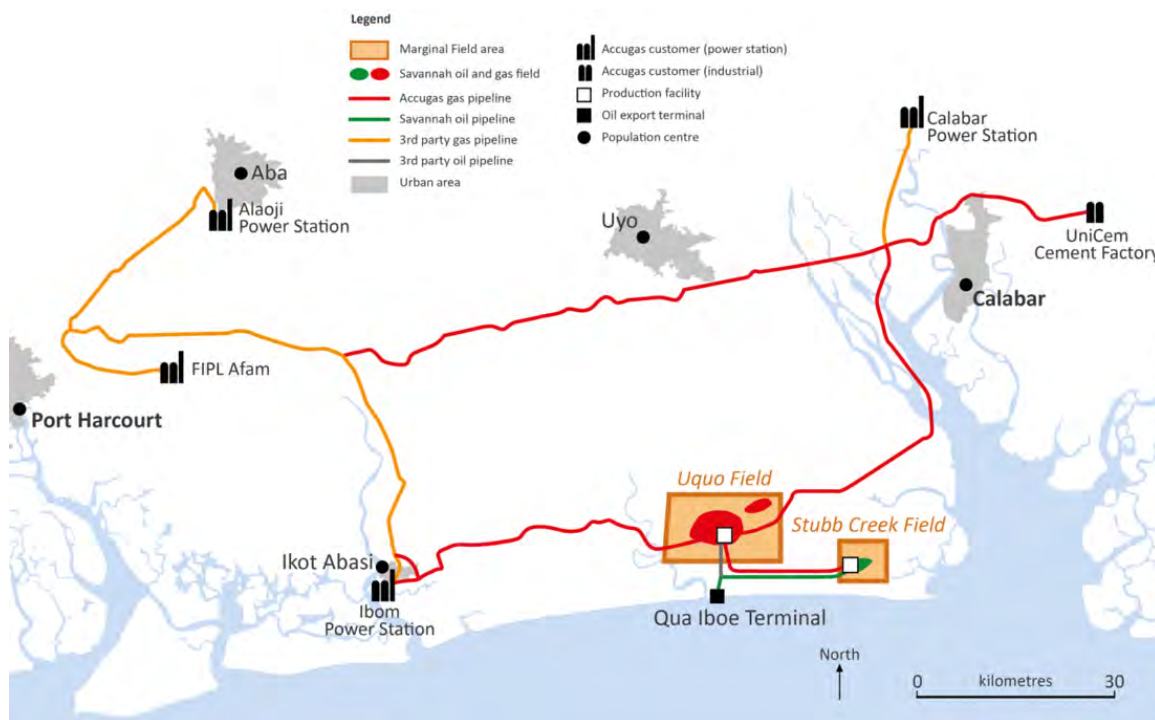 Legend
Marginal Field area
Savannah oil and gas field
Accugas gas pipeline
Savannah oil pipeline
3rd party gas pipeline
3rd party oil pipeline
Urban area
Accugas customer (power station)
Accugas customer (industrial)
Production facility
Oil export terminal
Population centre
Calabar
Power Station
Aba
Alaoji
Power Station
Uyo
UniCem
Cement Factory
Calabar
FIPL Afam
Port Harcourt
Uquo Field
Stubb Creek Field
Ikot Abasi
Ibom
Power Station
Qua Iboe Terminal
North
0 kilometres 30